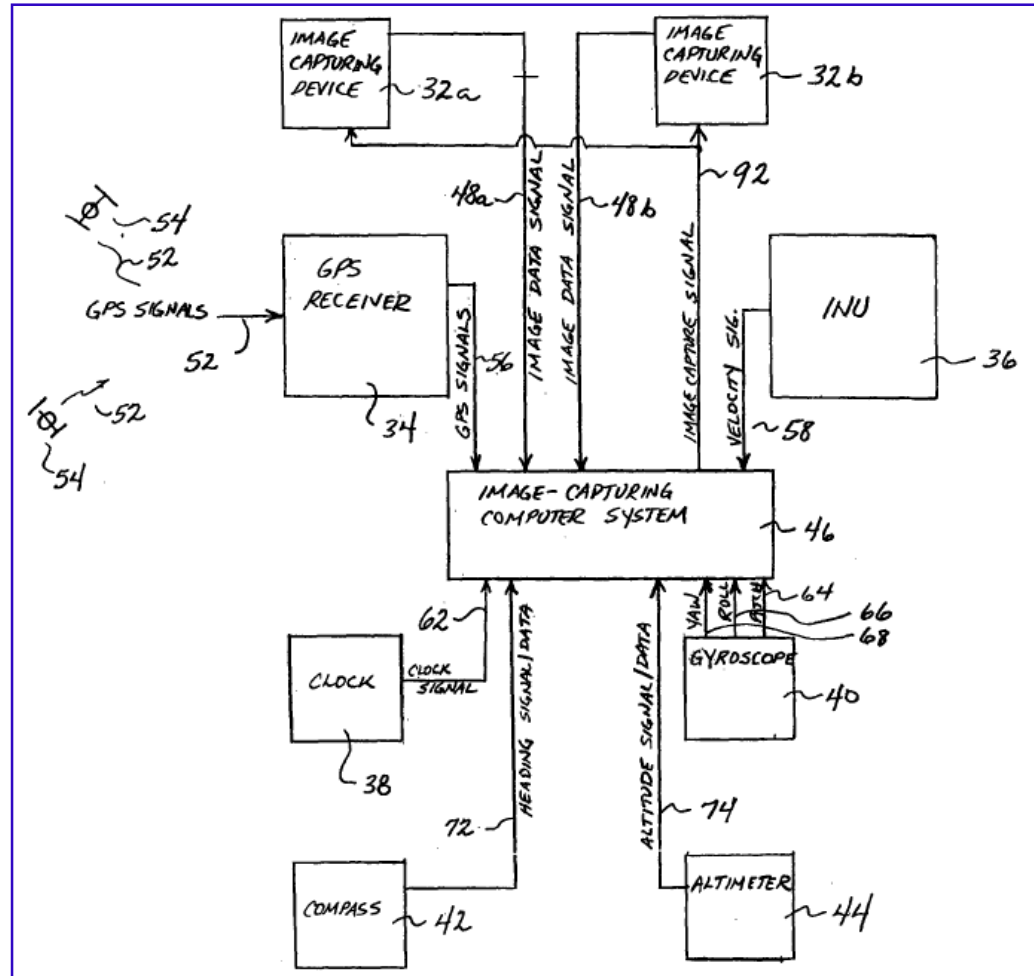 IMAGE
CAPTURING
DEVICE
32a
IMAGE
CAPTURING
DEVICE
32b
48a
IMAGE DATA SIGNAL
IMAGE DATA SIGNAL
48b
92
IMAGE CAPTURE SIGNAL
54
52
GPS SIGNALS
52
52
54
GPS
RECEIVER
34
GPS SIGNALS
56
INU
36
VELOCITY SIG.
58
IMAGE-CAPTURING
COMPUTER SYSTEM
46
62
CLOCK
SIGNAL
CLOCK
38
HEADING SIGNAL/DATA
72
COMPASS
42
ALTITUDE SIGNAL/DATA
74
YAW
ROLL
PITCH
64
66
68
GYROSCOPE
40
ALTIMETER
44